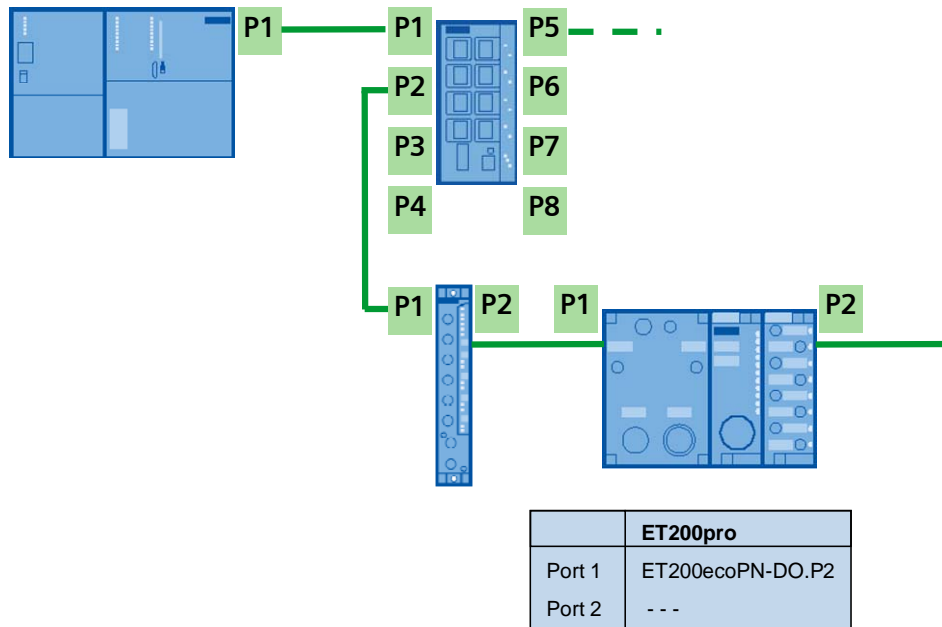 P1 P1 P5
P2 P6
P3 P7
P4 P8
P1 P2 P1 P2
ET200pro
Port 1 ET200ecoPN-DO.P2
Port 2 - - -